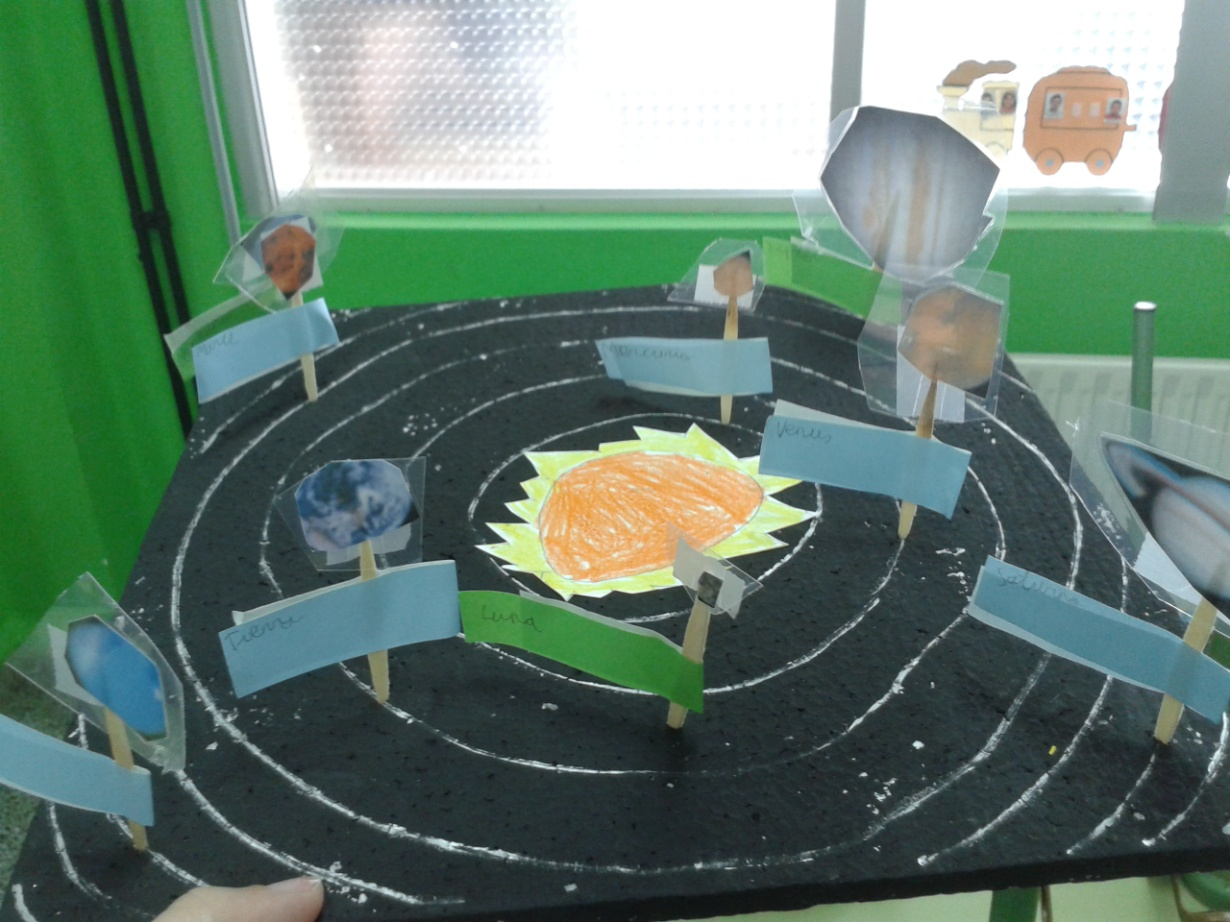 Marte
Mercurio
Venus
Tierra
Luna
Saturno